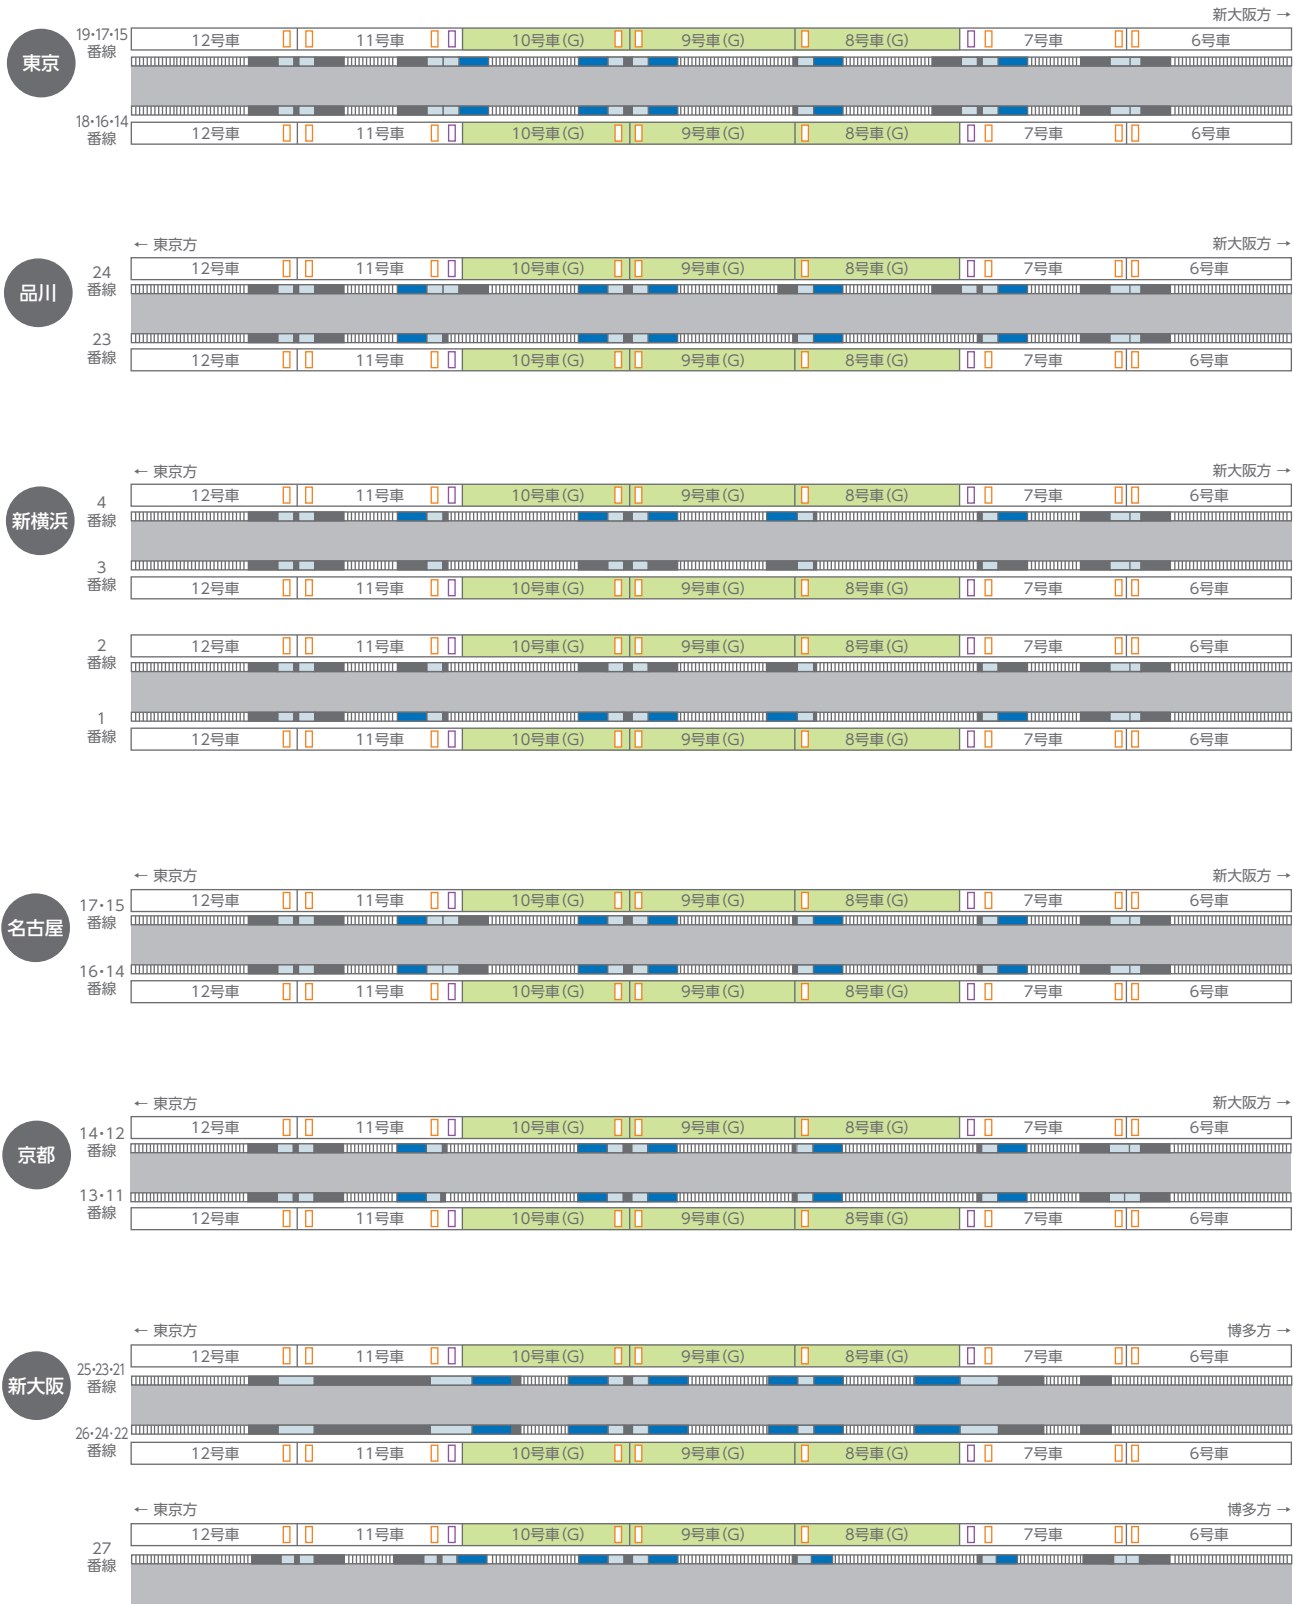 新大阪方 →
東京
19・17・15
番線
12号車 11号車 10号車(G) 9号車(G) 8号車(G) 7号車 6号車
18・16・14
番線
12号車 11号車 10号車(G) 9号車(G) 8号車(G) 7号車 6号車
← 東京方 新大阪方 →
品川
24
番線
12号車 11号車 10号車(G) 9号車(G) 8号車(G) 7号車 6号車
23
番線
12号車 11号車 10号車(G) 9号車(G) 8号車(G) 7号車 6号車
← 東京方 新大阪方 →
新横浜
4
番線
12号車 11号車 10号車(G) 9号車(G) 8号車(G) 7号車 6号車
3
番線
12号車 11号車 10号車(G) 9号車(G) 8号車(G) 7号車 6号車
2
番線
12号車 11号車 10号車(G) 9号車(G) 8号車(G) 7号車 6号車
1
番線
12号車 11号車 10号車(G) 9号車(G) 8号車(G) 7号車 6号車
← 東京方 新大阪方 →
名古屋
17・15
番線
12号車 11号車 10号車(G) 9号車(G) 8号車(G) 7号車 6号車
16・14
番線
12号車 11号車 10号車(G) 9号車(G) 8号車(G) 7号車 6号車
← 東京方 新大阪方 →
京都
14・12
番線
12号車 11号車 10号車(G) 9号車(G) 8号車(G) 7号車 6号車
13・11
番線
12号車 11号車 10号車(G) 9号車(G) 8号車(G) 7号車 6号車
← 東京方 博多方 →
新大阪
25・23・21
番線
12号車 11号車 10号車(G) 9号車(G) 8号車(G) 7号車 6号車
26・24・22
番線
12号車 11号車 10号車(G) 9号車(G) 8号車(G) 7号車 6号車
← 東京方 博多方 →
27
番線
12号車 11号車 10号車(G) 9号車(G) 8号車(G) 7号車 6号車